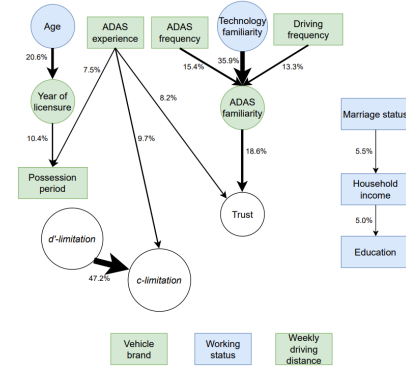 Age
ADAS
experience
ADAS
frequency
Technology
familiarity
Driving
frequency
20.6%
7.5%
15.4%
35.9%
13.3%
Year of
licensure
8.2%
ADAS
familiarity
Marriage status
10.4%
9.7%
18.6%
5.5%
Possession
period
Household
income
Trust
5.0%
d'-limitation
Education
47.2%
c-limitation
Vehicle
brand
Working
status
Weekly
driving
distance